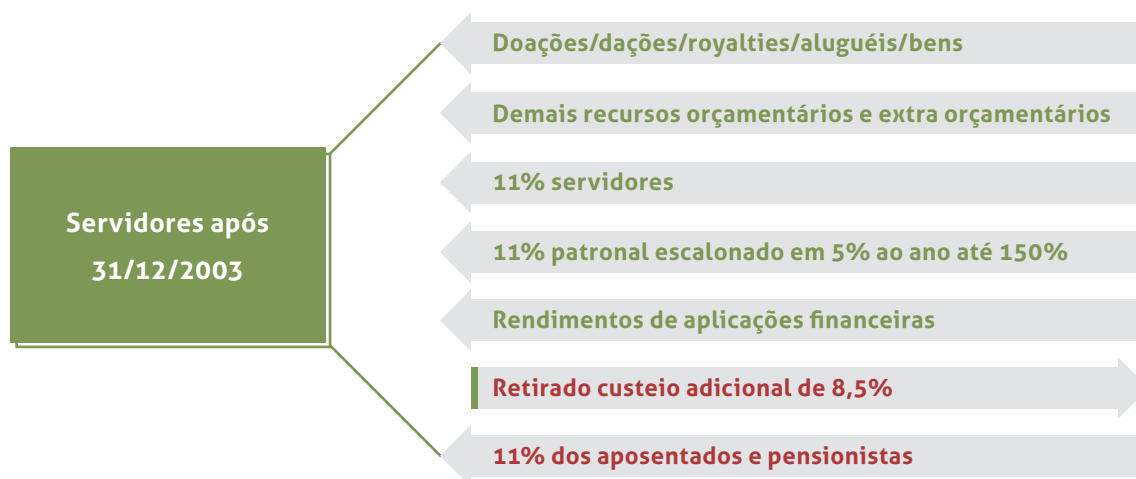 Servidores após
31/12/2003
Doações/dações/royalties/aluguéis/bens
Demais recursos orçamentários e extra orçamentários
11% servidores
11% patronal escalonado em 5% ao ano até 150%
Rendimentos de aplicações financeiras
Retirado custeio adicional de 8,5%
11% dos aposentados e pensionistas